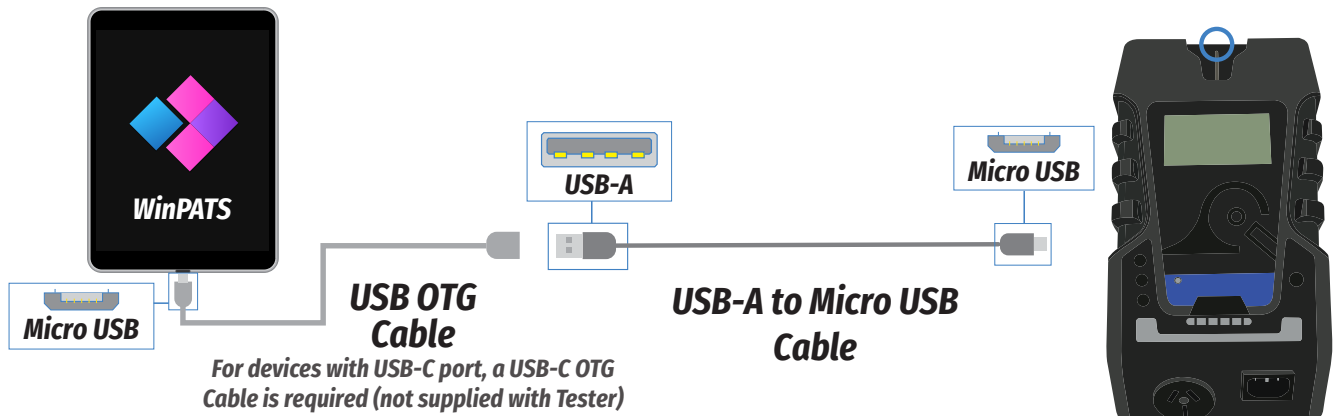 WinPATS
Micro USB
USB OTG
Cable
For devices with USB-C port, a USB-C OTG
Cable is required (not supplied with Tester)
USB-A
USB-A to Micro USB
Cable
Micro USB